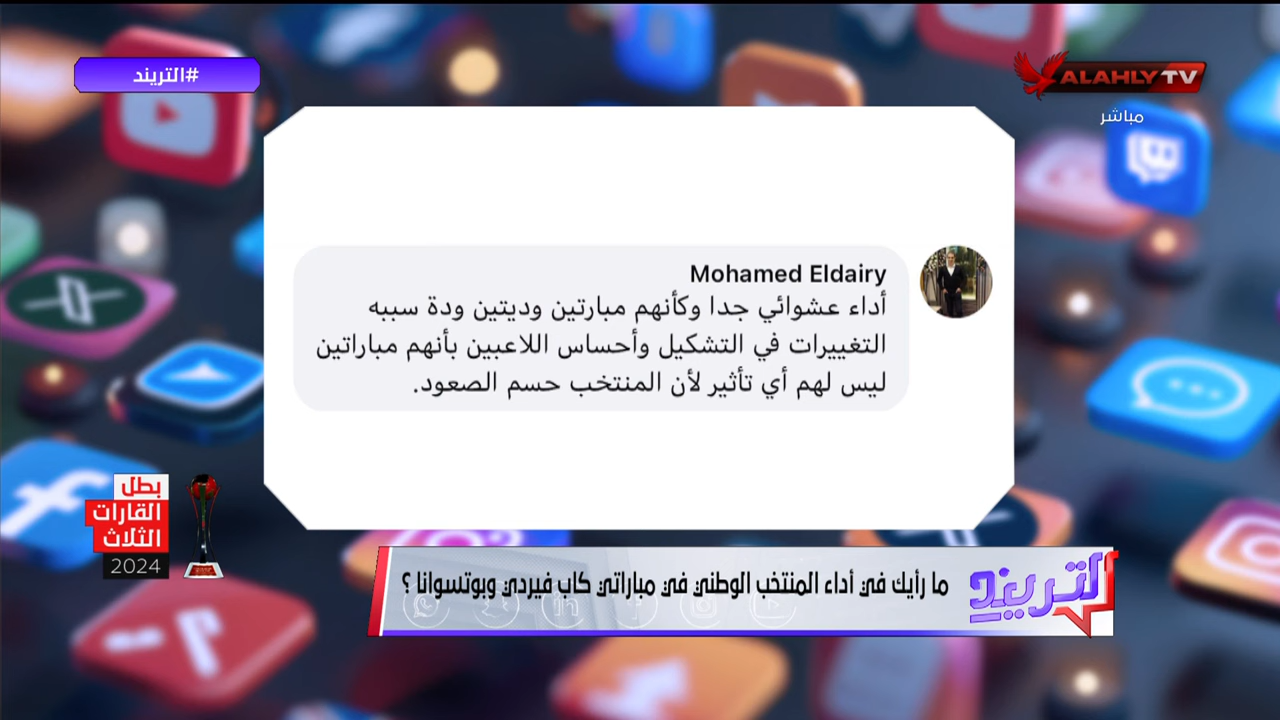 #التريند
ALAHLY TV
مباشر
Mohamed Eldairy
أداء عشوائي جدا وكأنهم مبارتين وديتين ودة سببه
التغييرات في التشكيل وأحساس اللاعبين بأنهم مباراتين
ليس لهم أي تأثير لأن المنتخب حسم الصعود.
بطل
القارات
الثلاث
2024
التريند
ما رأيك في أداء المنتخب الوطني في مباراتي كاب فيردي وبوتسوانا ؟